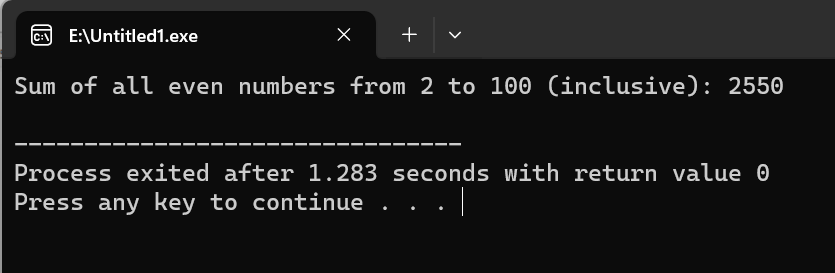 E:\Untitled1.exe
Sum of all even numbers from 2 to 100 (inclusive): 2550
--------------------------------
Process exited after 1.283 seconds with return value 0
Press any key to continue . . .